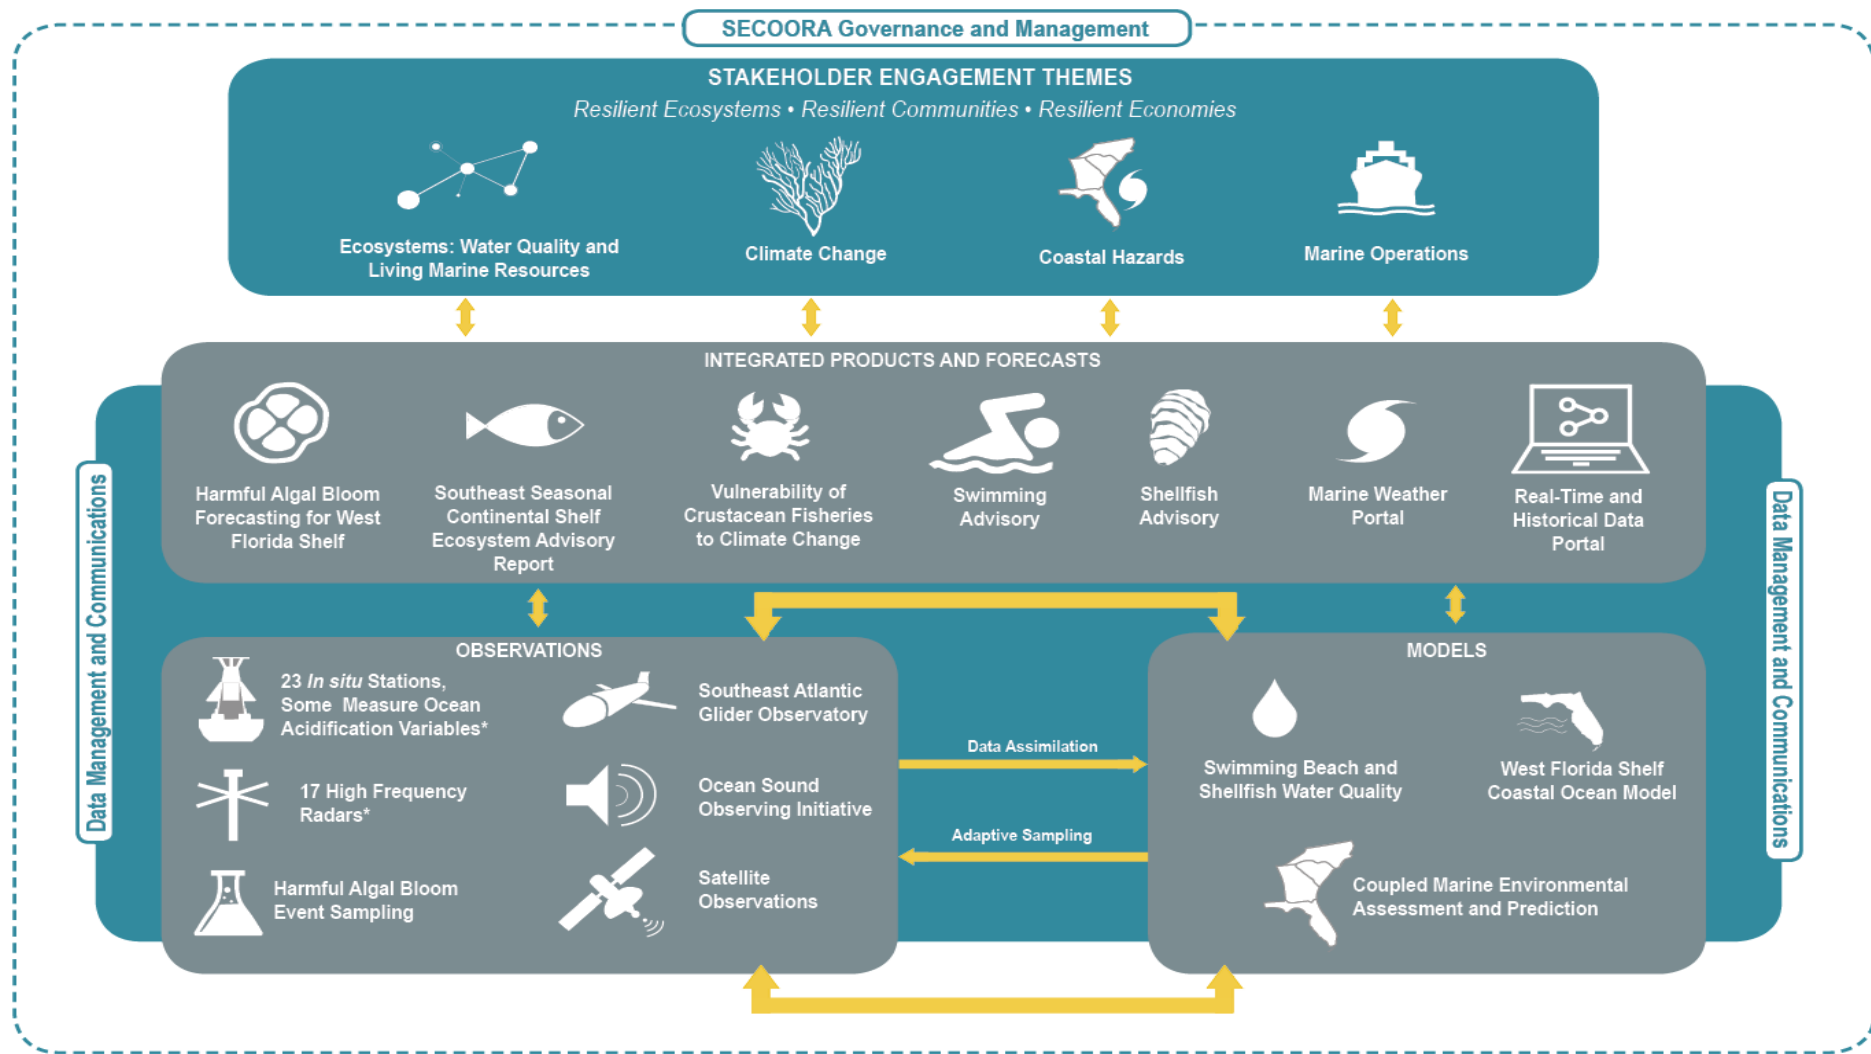 SECOORA Governance and Management
STAKEHOLDER ENGAGEMENT THEMES
Resilient Ecosystems • Resilient Communities • Resilient Economies
Ecosystems: Water Quality and
Living Marine Resources
Climate Change
Coastal Hazards
Marine Operations
INTEGRATED PRODUCTS AND FORECASTS
Harmful Algal Bloom
Forecasting for West
Florida Shelf
Southeast Seasonal
Continental Shelf
Ecosystem Advisory
Report
Vulnerability of
Crustacean Fisheries
to Climate Change
Swimming
Advisory
Shellfish
Advisory
Marine Weather
Portal
Real-Time and
Historical Data
Portal
Data Management and Communications
Data Management and Communications
OBSERVATIONS
23 In situ Stations,
Some Measure Ocean
Acidification Variables*
17 High Frequency
Radars*
Harmful Algal Bloom
Event Sampling
Southeast Atlantic
Glider Observatory
Ocean Sound
Observing Initiative
Satellite
Observations
Data Assimilation
Adaptive Sampling
MODELS
Swimming Beach and
Shellfish Water Quality
West Florida Shelf
Coastal Ocean Model
Coupled Marine Environmental
Assessment and Prediction